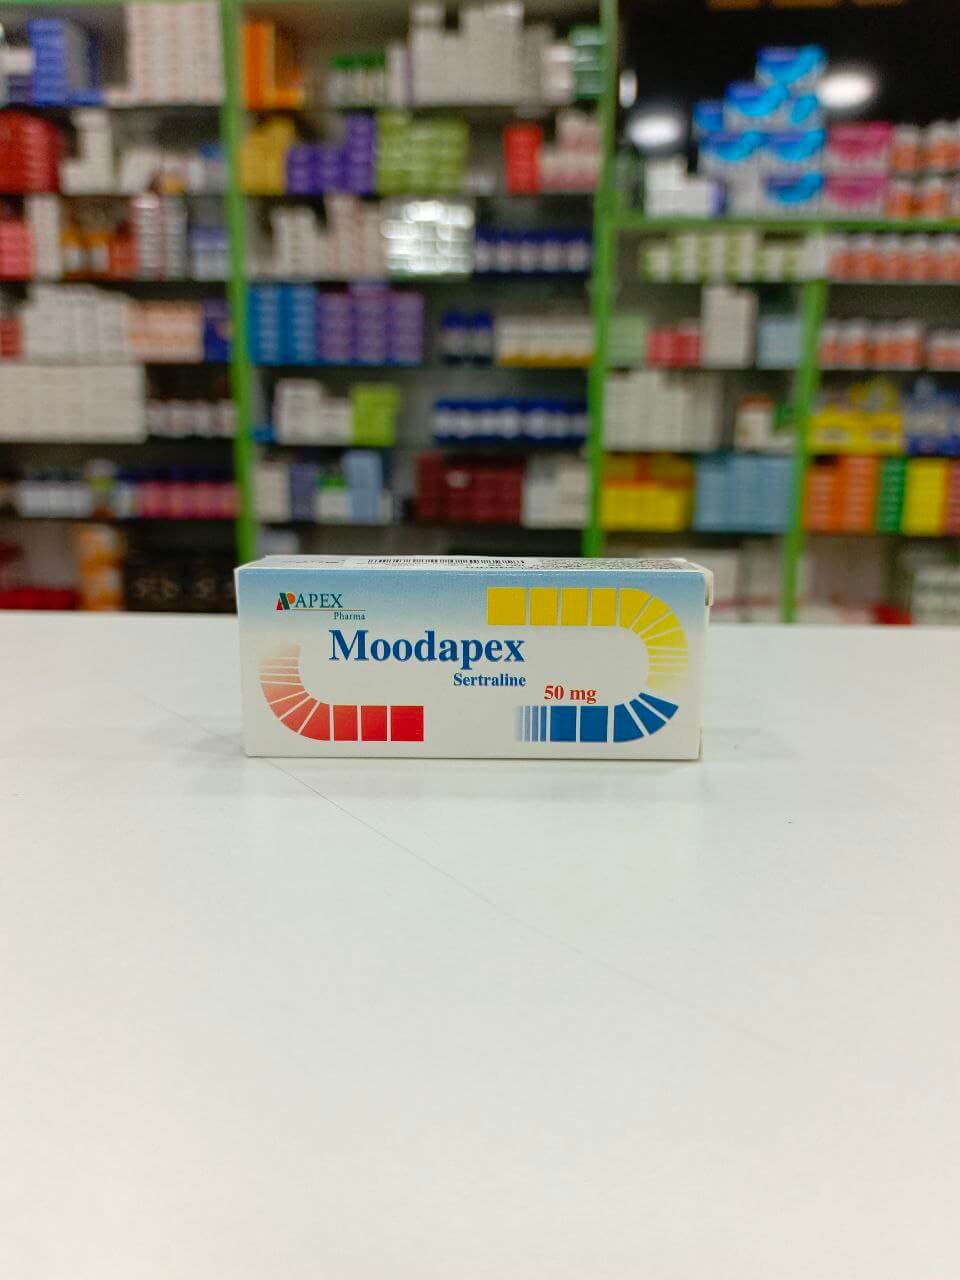 APEX
Pharma
Moodapex
Sertraline
50 mg